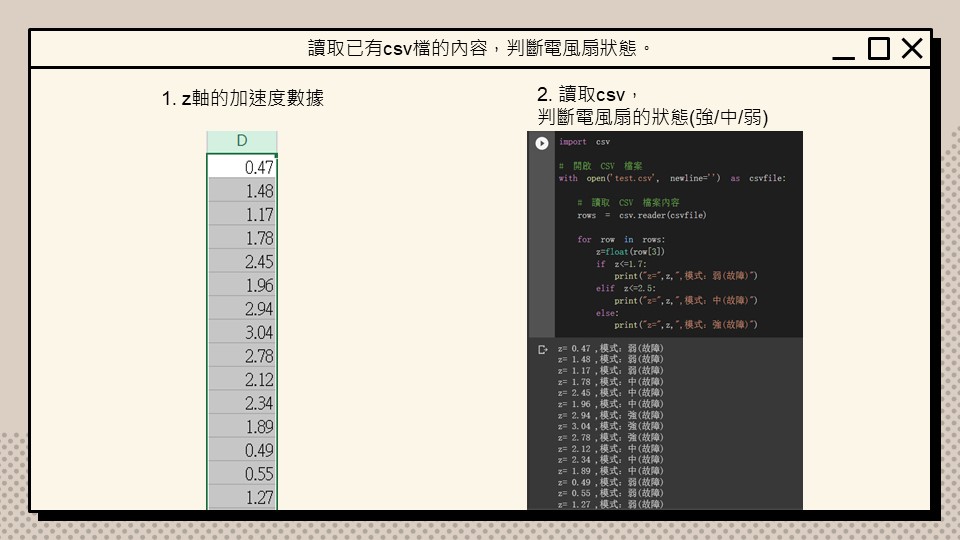 讀取已有csv檔的內容，判斷電風扇狀態。
1. z軸的加速度數據
D
0.47
1.48
1.17
1.78
2.45
1.96
2.94
3.04
2.78
2.12
2.34
1.89
0.49
0.55
1.27
2. 讀取csv，
判斷電風扇的狀態(強/中/弱)
import csv
# 開啟 CSV 檔案
with open('test.csv', newline='') as csvfile:
# 讀取 CSV 檔案內容
rows = csv.reader(csvfile)
for row in rows:
z=float(row[3])
if z<=1.7:
print("z=",z,",模式：弱(故障)")
elif z<=2.5:
print("z=",z,",模式：中(故障)")
else:
print("z=",z,",模式：強(故障)")
z= 0.47 ,模式：弱(故障)
z= 1.48 ,模式：弱(故障)
z= 1.17 ,模式：弱(故障)
z= 1.78 ,模式：中(故障)
z= 2.45 ,模式：中(故障)
z= 1.96 ,模式：中(故障)
z= 2.94 ,模式：強(故障)
z= 3.04 ,模式：強(故障)
z= 2.78 ,模式：強(故障)
z= 2.12 ,模式：中(故障)
z= 2.34 ,模式：中(故障)
z= 1.89 ,模式：中(故障)
z= 0.49 ,模式：弱(故障)
z= 0.55 ,模式：弱(故障)
z= 1.27 ,模式：弱(故障)